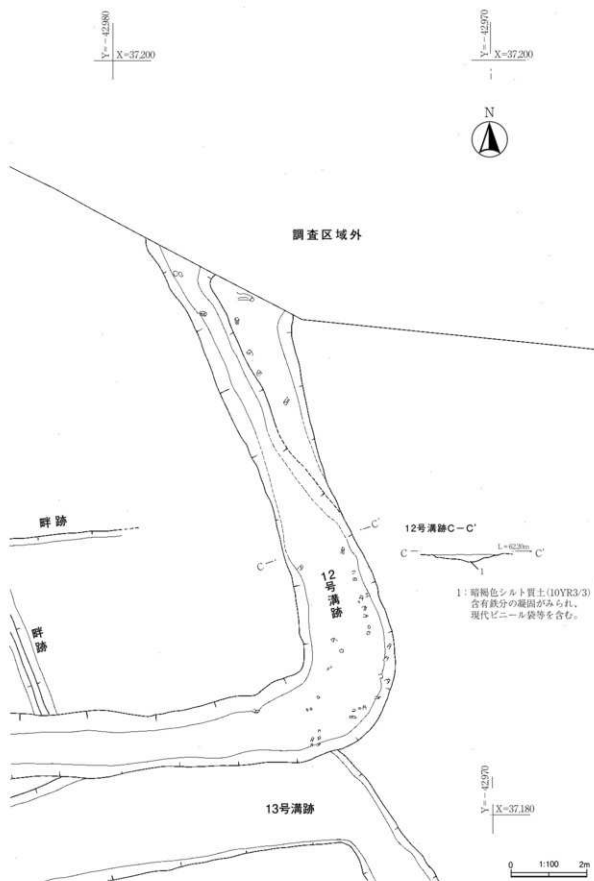 Y=-42,980
X=37,200
Y=-42,970
X=37,200
N
調査区域外
畔跡
12号溝跡C-C'
C'
C
L=62.20m
C'
C
1
1：暗褐色シルト質土(10YR3/3)
含有鉄分の凝固がみられ、
現代ビニール袋等を含む。
12号溝跡
畔跡
13号溝跡
Y=-42,970
X=37,180
0
1:100
2m